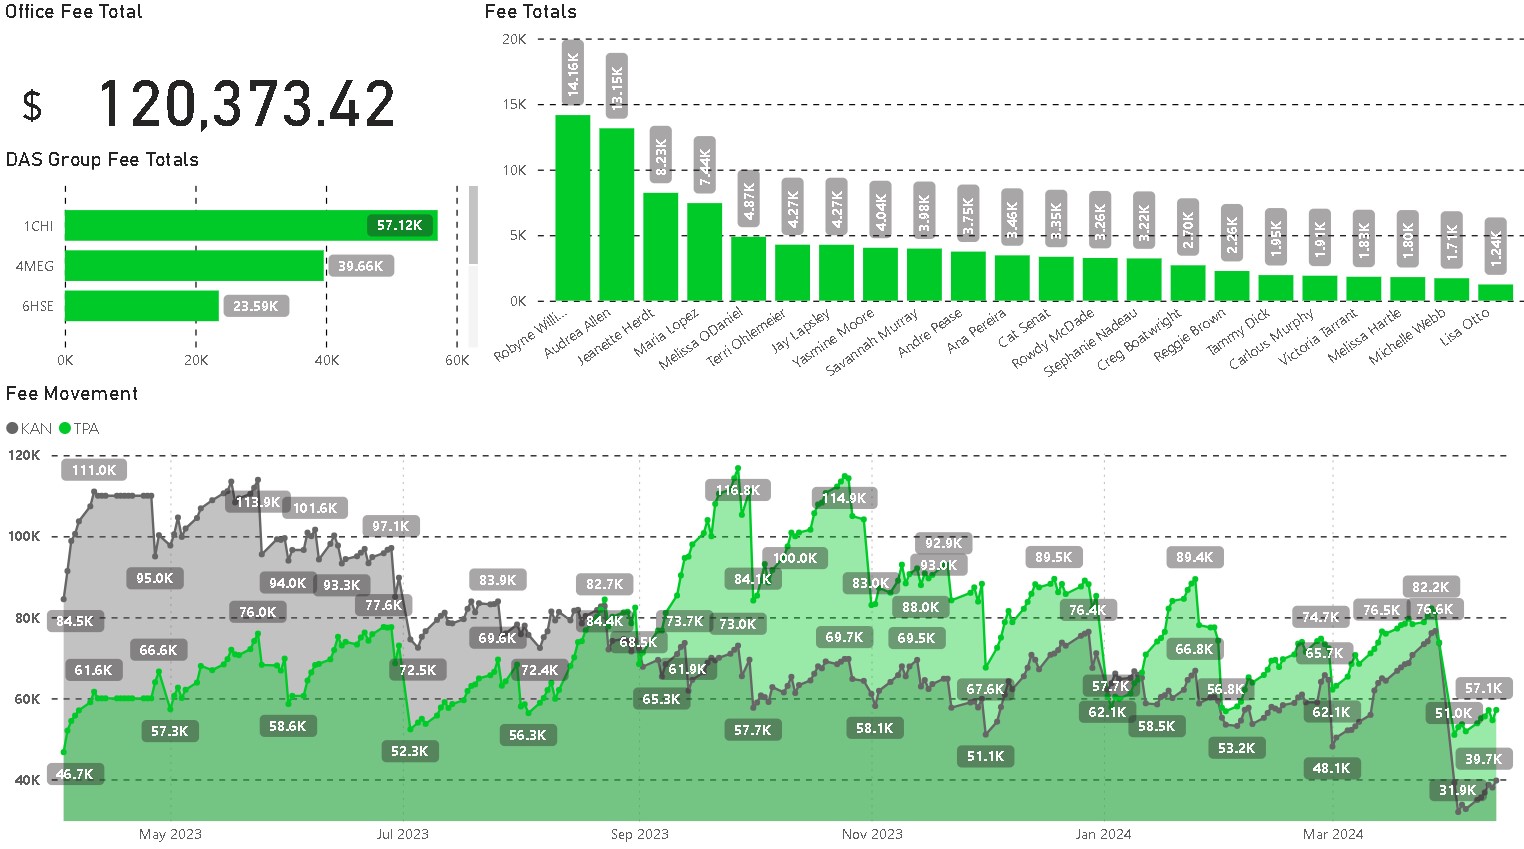 Office Fee Total
$ 120,373.42
DAS Group Fee Totals
1CHI 57.12K
4MEG 39.66K
6HSE 23.59K
0K 20K 40K 60K
Fee Totals
20K
15K
10K
5K
0K
14.16K 13.15K 8.23K 7.44K 4.87K 4.27K 4.27K 4.04K 3.98K 3.75K 3.46K 3.35K 3.26K 3.22K 2.70K 2.26K 1.95K 1.91K 1.83K 1.80K 1.71K 1.24K
Robyne Willi...
Audrea Allen
Jeanette Herdt
Maria Lopez
Melissa ODaniel
Terri Ohlemeier
Jay Lapsley
Yasmine Moore
Savannah Murray
Andre Pease
Ana Pereira
Cat Senat
Rowdy McDade
Stephanie Nadeau
Creg Boatwright
Reggie Brown
Tammy Dick
Carlous Murphy
Victoria Tarrant
Melissa Hartle
Michelle Webb
Lisa Otto
Fee Movement
KAN TPA
120K
100K
80K
60K
40K
111.0K 113.9K 101.6K 97.1K 116.8K 114.9K
95.0K 94.0K 93.3K 83.9K 82.7K 84.1K 100.0K 83.0K 92.9K 93.0K 89.5K 89.4K 82.2K
84.5K 76.0K 77.6K 69.6K 84.4K 68.5K 73.7K 73.0K 69.7K 88.0K 69.5K 76.4K 74.7K 76.5K 76.6K
61.6K 66.6K 72.5K 72.4K 61.9K 65.3K 67.6K 57.7K 66.8K 56.8K 65.7K 57.1K
57.3K 58.6K 52.3K 56.3K 57.7K 58.1K 51.1K 62.1K 58.5K 53.2K 62.1K 48.1K 51.0K
46.7K 39.7K
31.9K
May 2023 Jul 2023 Sep 2023 Nov 2023 Jan 2024 Mar 2024